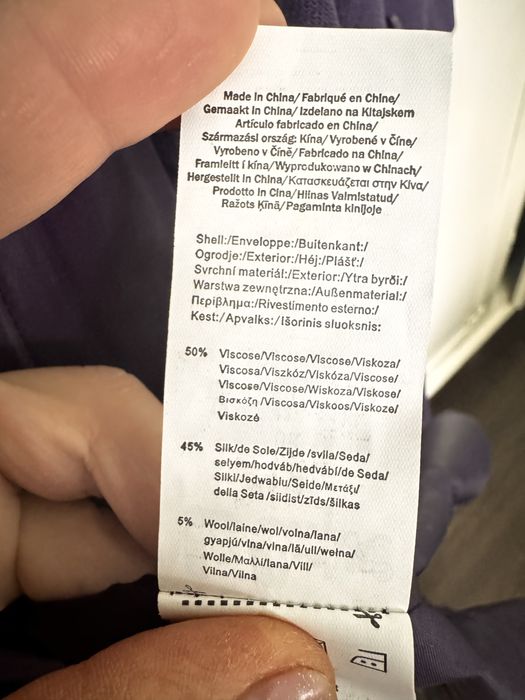 Made in China/ Fabriqué en Chine/
Gemaakt in China/ Izdelano na Kitajskem
Artículo fabricado en China/
Származási ország: Kína/ Vyrobené v Číne/
Vyrobeno v Číně/ Fabricado na China/
Framleitt í kína/Wyprodukowano w Chinach/
Hergestellt in China/Κατασκευάζεται στην Κίνα/
Prodotto in Cina/Hiinas Valmistatud/
Ražots Ķīnā/Pagaminta kinijoje
Shell:/Enveloppe:/Buitenkant:/
Ogrodje:/Exterior:/Héj:/Plášť:/
Svrchní materiál:/Exterior:/Ytra byrði:/
Warstwa zewnętrzna:/Außenmaterial:/
Περίβλημα:/Rivestimento esterno:/
Kest:/Apvalks:/Išorinis sluoksnis:
50% Viscose/Viscose/Viscose/Viskoza/
Viscosa/Viszkóz/Viskóza/Viscose/
Viscose/Viscose/Wiskoza/Viskose/
Βισκόζη /Viscosa/Viskoos/Viskoze/
Viskozė
45% Silk/de Sole/Zijde /svila/Seda/
selyem/hodváb/hedvábí/de Seda/
Silki/Jedwabiu/Seide/Μετάξι/
della Seta /siidist/zīds/šilkas
5% Wool/laine/wol/volna/lana/
gyapjú/vlna/vlna/lã/ull/wełna/
Wolle/Μαλλί/lana/Vill/
Vilna/Vilna